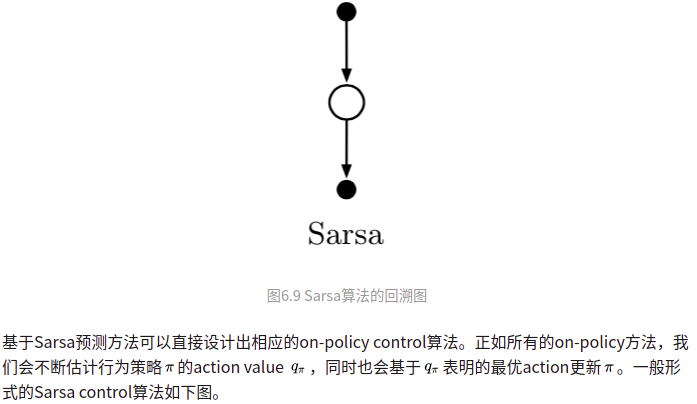 Sarsa
图6.9 Sarsa算法的回溯图
基于Sarsa预测方法可以直接设计出相应的on-policy control算法。正如所有的on-policy方法，我
们会不断估计行为策略 π 的action value qπ ，同时也会基于 qπ 表明的最优action更新 π 。一般形
式的Sarsa control算法如下图。